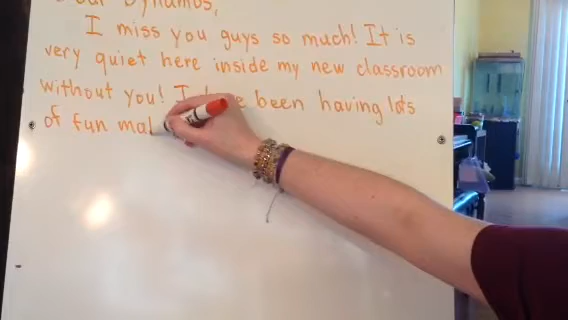 Dynamos,
I miss you guys so much! It is
very quiet here inside my new classroom
without you! I have been having lots
of fun mak